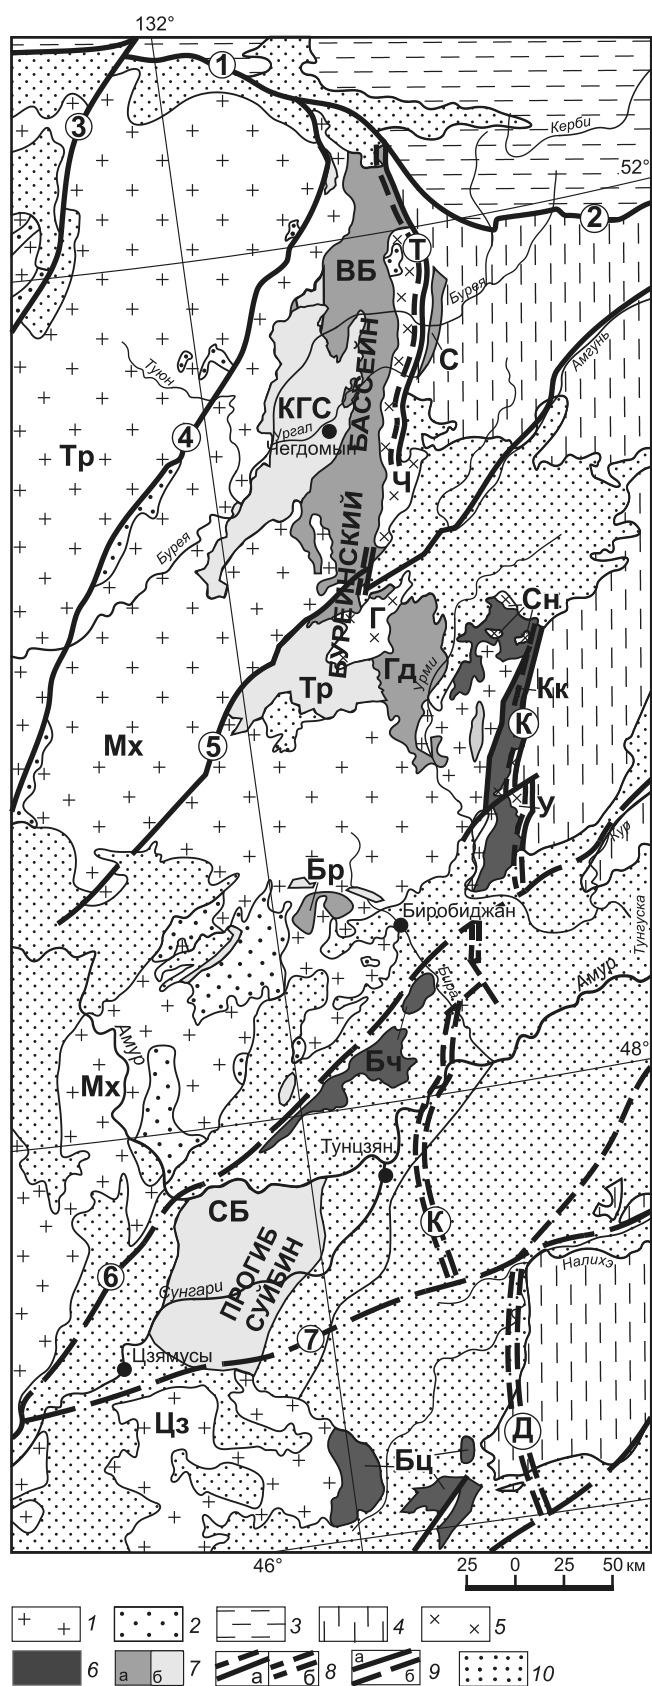 132°
1
3
Керби
52°
2
Т
ВБ
Бурея
С
Амгунь
Туюн
КГС
Ургал
Чегдомын
БУРЕИНСКИЙ БАССЕЙН
4
Тр
Ч
Бурея
Сн
Г
Гд
Урми
Тр
Кк
К
Мх
5
У
Кур
Бр
Биробиджан
Тунгуска
Бира
Амур
Амур
48°
Бч
Мх
Тунцзян
СБ
К
ПРОГИБ
СУЙБИН
6
Сунгари
Налихэ
7
Цзямусы
Цз
Д
Бц
46°
25 0 25 50 км
1 2 3 4 5
6 а б 7 а б 8 а б 9 10